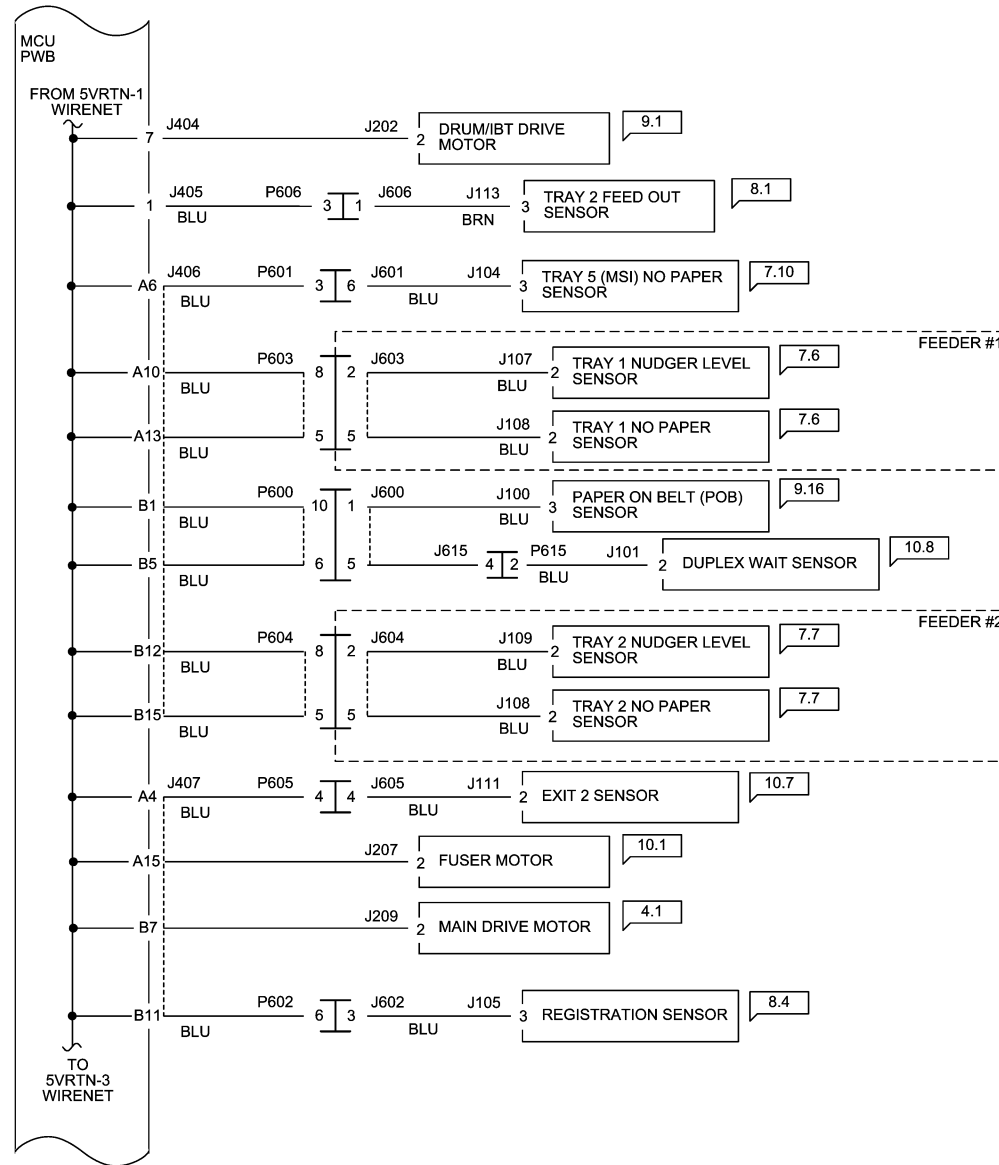 MCU
PWB
FROM 5VRTN-1
WIRENET
7 J404 J202 2 DRUM/IBT DRIVE
MOTOR
9.1
1 J405 BLU P606 3 1 J606 J113 BRN 3 TRAY 2 FEED OUT
SENSOR
8.1
A6 J406 BLU P601 3 6 J601 BLU J104 3 TRAY 5 (MSI) NO PAPER
SENSOR
7.10
FEEDER #1
A10 BLU P603 8 2 J603 J107 BLU 2 TRAY 1 NUDGER LEVEL
SENSOR
7.6
A13 BLU 5 5 J108 BLU 2 TRAY 1 NO PAPER
SENSOR
7.6
B1 BLU P600 10 1 J600 J100 BLU 3 PAPER ON BELT (POB)
SENSOR
9.16
B5 BLU 6 5 J615 4 2 P615 BLU J101 2 DUPLEX WAIT SENSOR
10.8
FEEDER #2
B12 BLU P604 8 2 J604 J109 BLU 2 TRAY 2 NUDGER LEVEL
SENSOR
7.7
B15 BLU 5 5 J108 BLU 2 TRAY 2 NO PAPER
SENSOR
7.7
A4 J407 BLU P605 4 4 J605 BLU J111 2 EXIT 2 SENSOR
10.7
A15 J207 2 FUSER MOTOR
10.1
B7 J209 2 MAIN DRIVE MOTOR
4.1
B11 BLU P602 6 3 J602 BLU J105 3 REGISTRATION SENSOR
8.4
TO
5VRTN-3
WIRENET